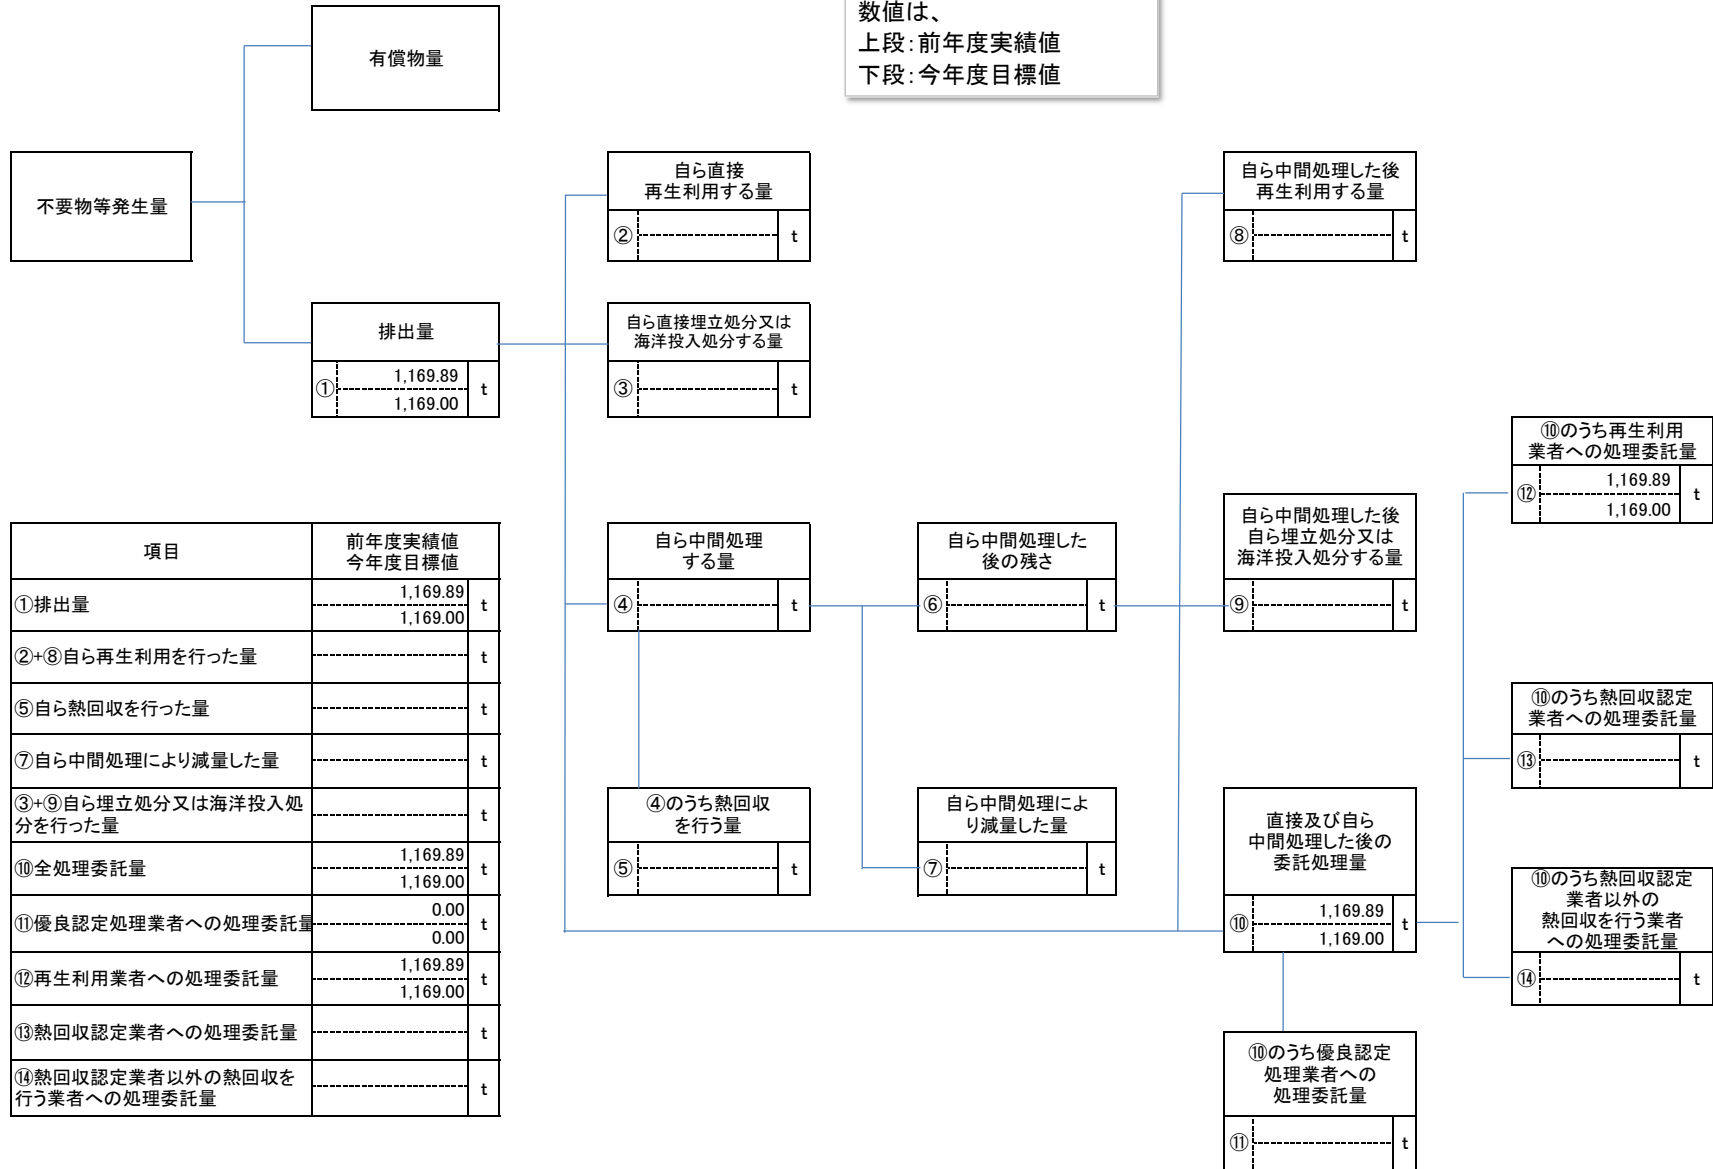 数値は、
上段：前年度実績値
下段：今年度目標値
有償物量
不要物等発生量
自ら直接
再生利用する量
② t
自ら中間処理した後
再生利用する量
⑧ t
排出量
① 1,169.89 t
1,169.00
自ら直接埋立処分又は
海洋投入処分する量
③ t
⑩のうち再生利用
業者への処理委託量
⑫ 1,169.89 t
1,169.00
自ら中間処理
する量
④ t
自ら中間処理した
後の残さ
⑥ t
自ら中間処理した後
自ら埋立処分又は
海洋投入処分する量
⑨ t
⑩のうち熱回収認定
業者への処理委託量
⑬ t
④のうち熱回収
を行う量
⑤ t
自ら中間処理によ
り減量した量
⑦ t
直接及び自ら
中間処理した後の
委託処理量
⑩ 1,169.89 t
1,169.00
⑩のうち熱回収認定
業者以外の
熱回収を行う業者
への処理委託量
⑭ t
⑩のうち優良認定
処理業者への
処理委託量
⑪ t
項目 前年度実績値
今年度目標値
①排出量 1,169.89 t
1,169.00
②+⑧自ら再生利用を行った量 t
⑤自ら熱回収を行った量 t
⑦自ら中間処理により減量した量 t
③+⑨自ら埋立処分又は海洋投入処
分を行った量 t
⑩全処理委託量 1,169.89 t
1,169.00
⑪優良認定処理業者への処理委託量 0.00 t
0.00
⑫再生利用業者への処理委託量 1,169.89 t
1,169.00
⑬熱回収認定業者への処理委託量 t
⑭熱回収認定業者以外の熱回収を
行う業者への処理委託量 t